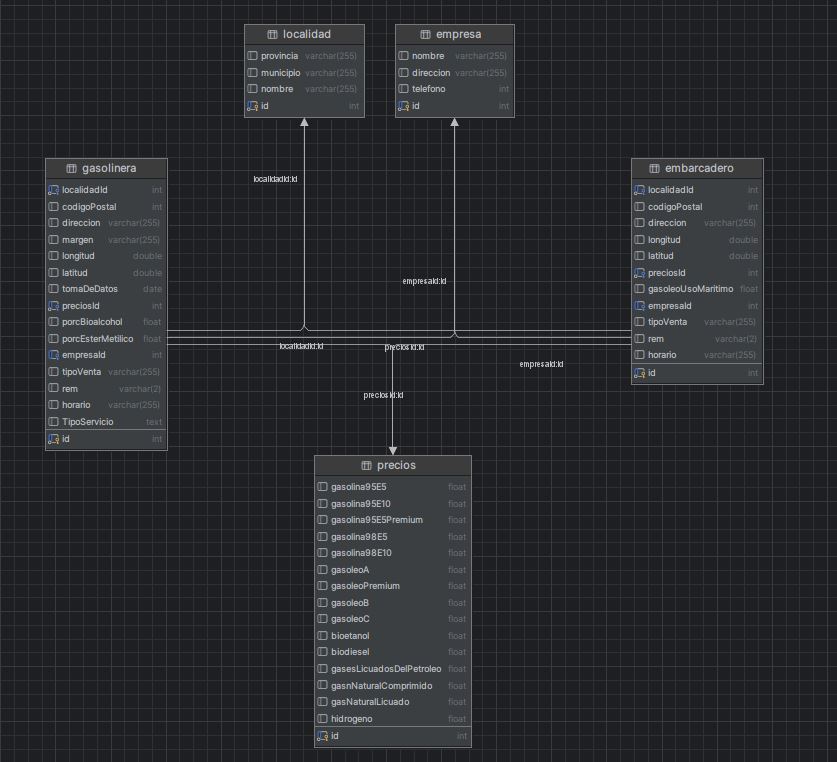 localidad
provincia varchar(255)
municipio varchar(255)
nombre varchar(255)
id int
empresa
nombre varchar(255)
direccion varchar(255)
telefono int
id int
gasolinera
localidadId int
codigoPostal int
direccion varchar(255)
margen varchar(255)
longitud double
latitud double
tomaDeDatos date
preciosId int
porcBioalcohol float
porcEsterMetilico float
empresaId int
tipoVenta varchar(255)
rem varchar(2)
horario varchar(255)
TipoServicio text
id int
embarcadero
localidadId int
codigoPostal int
direccion varchar(255)
longitud double
latitud double
preciosId int
gasoleoUsoMaritimo float
empresaId int
tipoVenta varchar(255)
rem varchar(2)
horario varchar(255)
id int
localidadId:id
empresaId:id
localidadId:id
preciosId:id
empresaId:id
preciosId:id
precios
gasolina95E5 float
gasolina95E10 float
gasolina95E5Premium float
gasolina98E5 float
gasolina98E10 float
gasoleoA float
gasoleoPremium float
gasoleoB float
gasoleoC float
bioetanol float
biodiesel float
gasesLicuadosDelPetroleo float
gasnNaturalComprimido float
gasNaturalLicuado float
hidrogeno float
id int